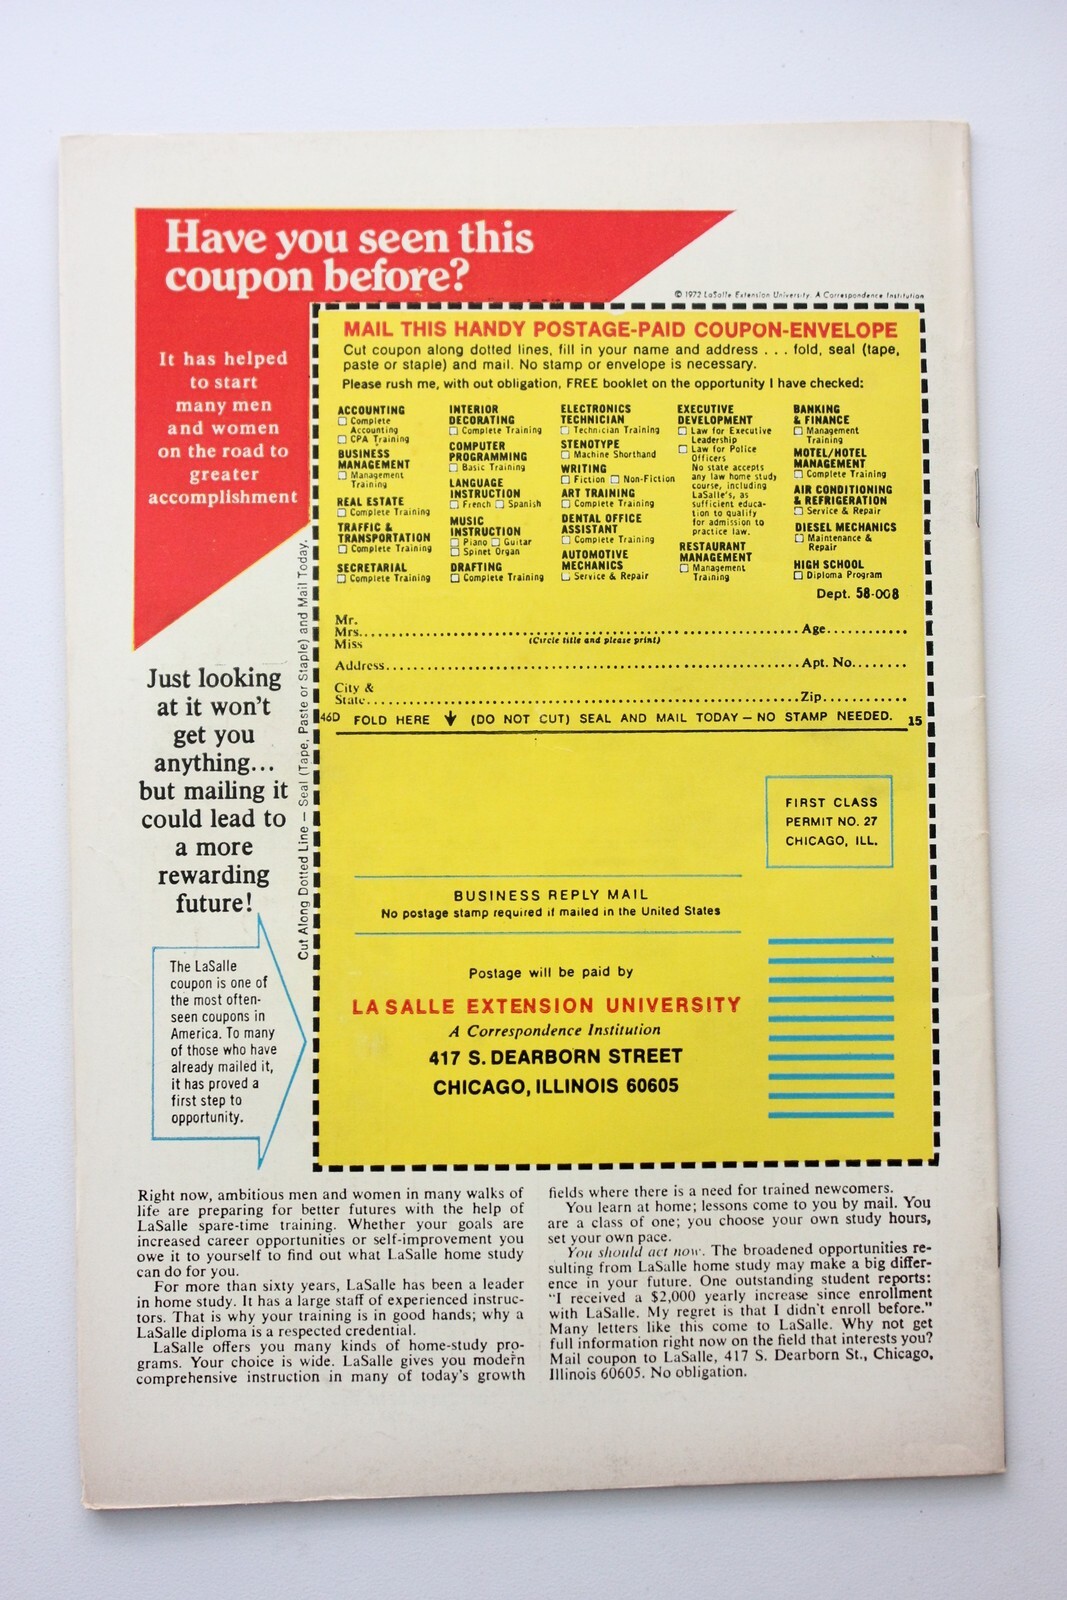 Have you seen this
coupon before?
© 1972 LaSalle Extension University. A Correspondence Institution
It has helped
to start
many men
and women
on the road to
greater
accomplishment
Just looking
at it won't
get you
anything...
but mailing it
could lead to
a more
rewarding
future!
The LaSalle
coupon is one of
the most often-
seen coupons in
America. To many
of those who have
already mailed it,
it has proved a
first step to
opportunity.
Cut Along Dotted Line — Seal (Tape, Paste or Staple) and Mail Today.
MAIL THIS HANDY POSTAGE-PAID COUPON-ENVELOPE
Cut coupon along dotted lines, fill in your name and address . . . fold, seal (tape,
paste or staple) and mail. No stamp or envelope is necessary.
Please rush me, with out obligation, FREE booklet on the opportunity I have checked:
ACCOUNTING
☐ Complete
Accounting
☐ CPA Training
BUSINESS
MANAGEMENT
☐ Management
Training
REAL ESTATE
☐ Complete Training
TRAFFIC &
TRANSPORTATION
☐ Complete Training
SECRETARIAL
☐ Complete Training
INTERIOR
DECORATING
☐ Complete Training
COMPUTER
PROGRAMMING
☐ Basic Training
LANGUAGE
INSTRUCTION
☐ French ☐ Spanish
MUSIC
INSTRUCTION
☐ Piano ☐ Guitar
☐ Spinet Organ
DRAFTING
☐ Complete Training
ELECTRONICS
TECHNICIAN
☐ Technician Training
STENOTYPE
☐ Machine Shorthand
WRITING
☐ Fiction ☐ Non-Fiction
ART TRAINING
☐ Complete Training
DENTAL OFFICE
ASSISTANT
☐ Complete Training
AUTOMOTIVE
MECHANICS
☐ Service & Repair
EXECUTIVE
DEVELOPMENT
☐ Law for Executive
Leadership
☐ Law for Police
Officers
No state accepts
any law home study
course, including
LaSalle's, as
sufficient educa-
tion to qualify
for admission to
practice law.
RESTAURANT
MANAGEMENT
☐ Management
Training
BANKING
& FINANCE
☐ Management
Training
MOTEL/HOTEL
MANAGEMENT
☐ Complete Training
AIR CONDITIONING
& REFRIGERATION
☐ Service & Repair
DIESEL MECHANICS
☐ Maintenance &
Repair
HIGH SCHOOL
☐ Diploma Program
Dept. 58-008
Mr.
Mrs. Age
Miss (Circle title and please print)
Address Apt. No.
City &
State Zip
46D FOLD HERE ↓ (DO NOT CUT) SEAL AND MAIL TODAY — NO STAMP NEEDED. 15
FIRST CLASS
PERMIT NO. 27
CHICAGO, ILL.
BUSINESS REPLY MAIL
No postage stamp required if mailed in the United States
Postage will be paid by
LA SALLE EXTENSION UNIVERSITY
A Correspondence Institution
417 S. DEARBORN STREET
CHICAGO, ILLINOIS 60605
Right now, ambitious men and women in many walks of
life are preparing for better futures with the help of
LaSalle spare-time training. Whether your goals are
increased career opportunities or self-improvement you
owe it to yourself to find out what LaSalle home study
can do for you.
For more than sixty years, LaSalle has been a leader
in home study. It has a large staff of experienced instruc-
tors. That is why your training is in good hands; why a
LaSalle diploma is a respected credential.
LaSalle offers you many kinds of home-study pro-
grams. Your choice is wide. LaSalle gives you modern
comprehensive instruction in many of today's growth
fields where there is a need for trained newcomers.
You learn at home; lessons come to you by mail. You
are a class of one; you choose your own study hours,
set your own pace.
You should act now. The broadened opportunities re-
sulting from LaSalle home study may make a big differ-
ence in your future. One outstanding student reports:
"I received a $2,000 yearly increase since enrollment
with LaSalle. My regret is that I didn't enroll before."
Many letters like this come to LaSalle. Why not get
full information right now on the field that interests you?
Mail coupon to LaSalle, 417 S. Dearborn St., Chicago,
Illinois 60605. No obligation.